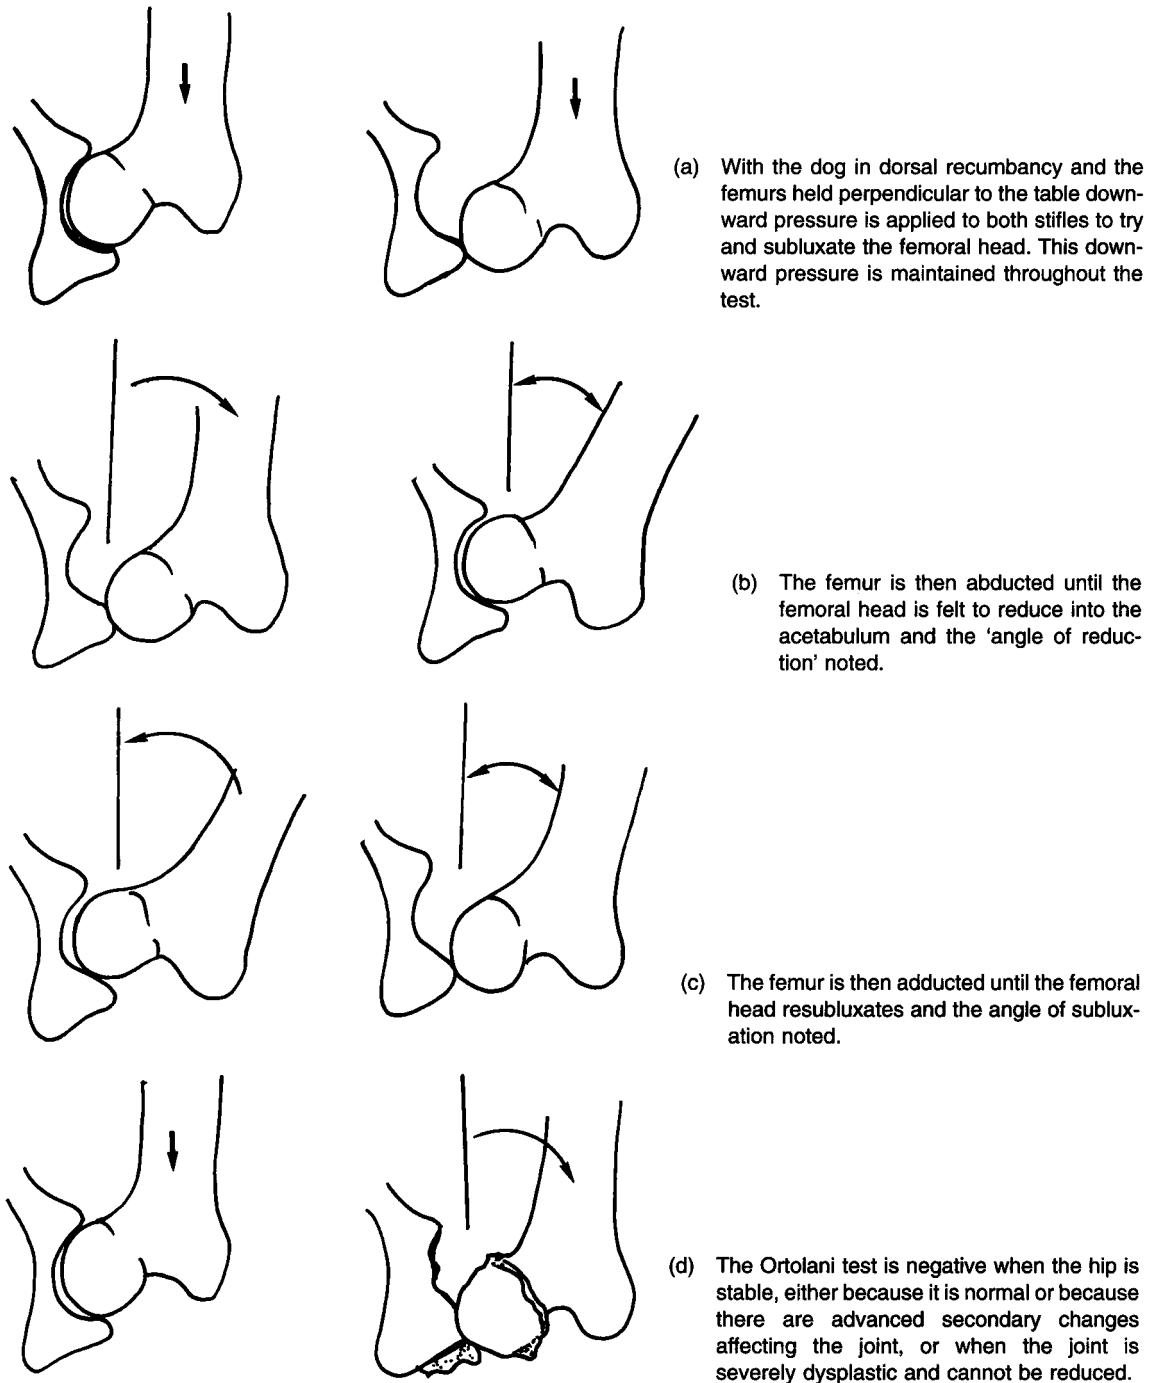 (a) With the dog in dorsal recumbancy and the
femurs held perpendicular to the table down-
ward pressure is applied to both stifles to try
and subluxate the femoral head. This down-
ward pressure is maintained throughout the
test.
(b) The femur is then abducted until the
femoral head is felt to reduce into the
acetabulum and the ‘angle of reduc-
tion’ noted.
(c) The femur is then adducted until the femoral
head resubluxates and the angle of sublux-
ation noted.
(d) The Ortolani test is negative when the hip is
stable, either because it is normal or because
there are advanced secondary changes
affecting the joint, or when the joint is
severely dysplastic and cannot be reduced.